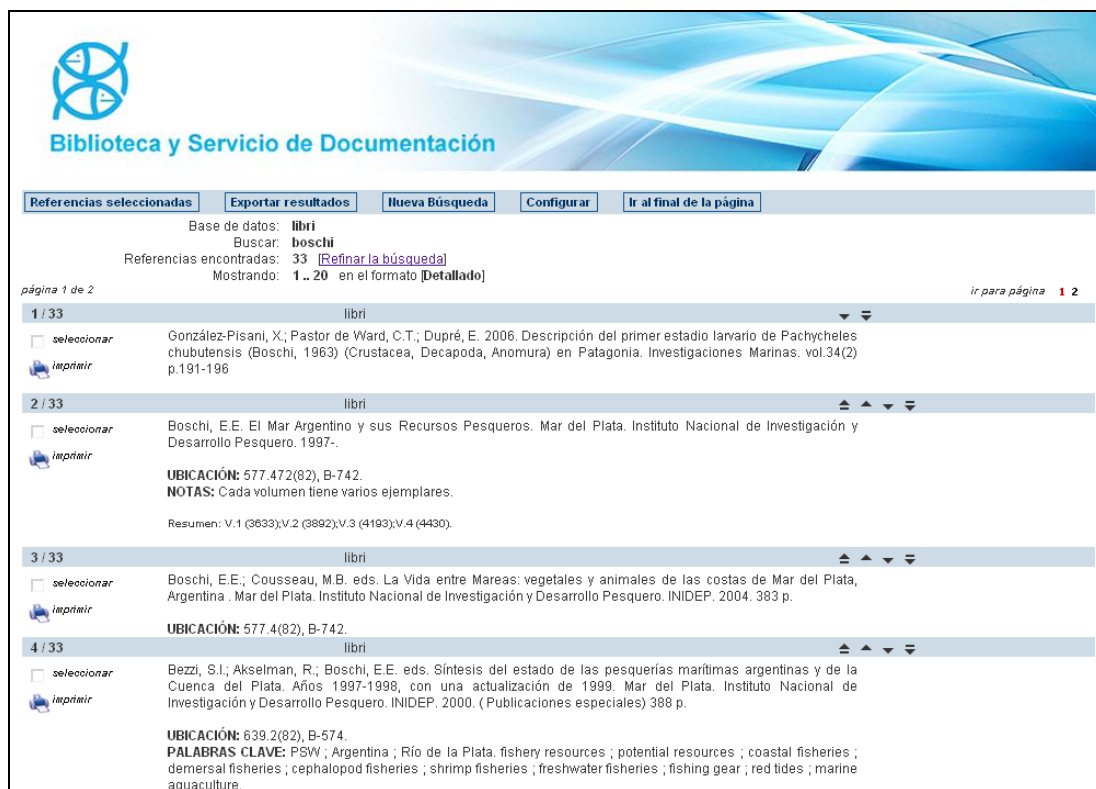 Biblioteca y Servicio de Documentación
Referencias seleccionadas Exportar resultados Nueva Búsqueda Configurar Ir al final de la página
Base de datos: libri
Buscar: boschi
Referencias encontradas: 33 [Refinar la búsqueda]
Mostrando: 1 .. 20 en el formato [Detallado]
página 1 de 2 ir para página 1 2
1 / 33 libri
seleccionar
imprimir
González-Pisani, X.; Pastor de Ward, C.T.; Dupré, E. 2006. Descripción del primer estadio larvario de Pachycheles
chubutensis (Boschi, 1963) (Crustacea, Decapoda, Anomura) en Patagonia. Investigaciones Marinas. vol.34(2)
p.191-196
2 / 33 libri
seleccionar
imprimir
Boschi, E.E. El Mar Argentino y sus Recursos Pesqueros. Mar del Plata. Instituto Nacional de Investigación y
Desarrollo Pesquero. 1997-.
UBICACIÓN: 577.472(82), B-742.
NOTAS: Cada volumen tiene varios ejemplares.
Resumen: V.1 (3633);V.2 (3892);V.3 (4193);V.4 (4430).
3 / 33 libri
seleccionar
imprimir
Boschi, E.E.; Cousseau, M.B. eds. La Vida entre Mareas: vegetales y animales de las costas de Mar del Plata,
Argentina . Mar del Plata. Instituto Nacional de Investigación y Desarrollo Pesquero. INIDEP. 2004. 383 p.
UBICACIÓN: 577.4(82), B-742.
4 / 33 libri
seleccionar
imprimir
Bezzi, S.I.; Akselman, R.; Boschi, E.E. eds. Síntesis del estado de las pesquerías marítimas argentinas y de la
Cuenca del Plata. Años 1997-1998, con una actualización de 1999. Mar del Plata. Instituto Nacional de
Investigación y Desarrollo Pesquero. INIDEP. 2000. ( Publicaciones especiales) 388 p.
UBICACIÓN: 639.2(82), B-574.
PALABRAS CLAVE: PSW ; Argentina ; Río de la Plata. fishery resources ; potential resources ; coastal fisheries ;
demersal fisheries ; cephalopod fisheries ; shrimp fisheries ; freshwater fisheries ; fishing gear ; red tides ; marine
aquaculture.